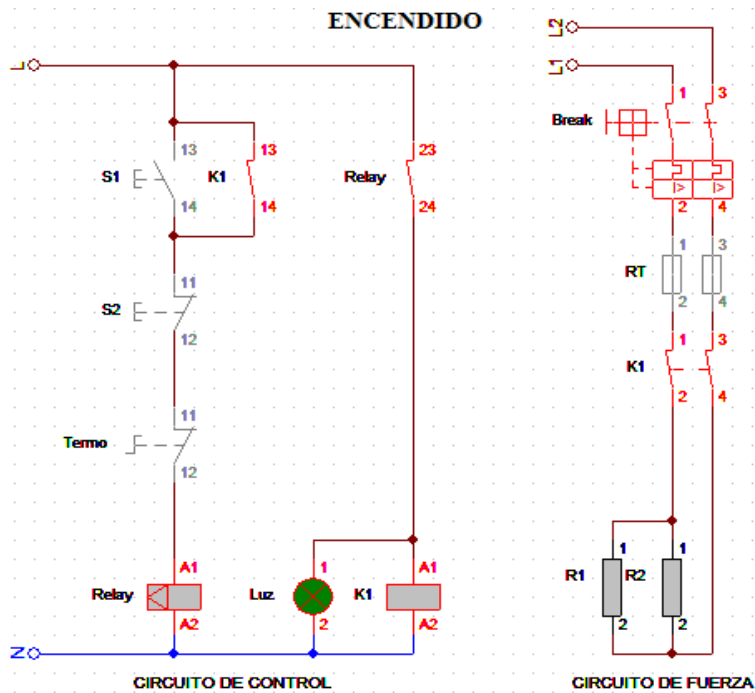 ENCENDIDO
L
13
13
S1
K1
14
14
23
Relay
24
11
S2
12
11
Termo
12
A1
Relay
A2
1
Luz
2
A1
K1
A2
N
CIRCUITO DE CONTROL
L2
L1
1
3
Break
|>
|>
2
4
1
3
RT
2
4
1
3
K1
2
4
1
1
R1
R2
2
2
CIRCUITO DE FUERZA